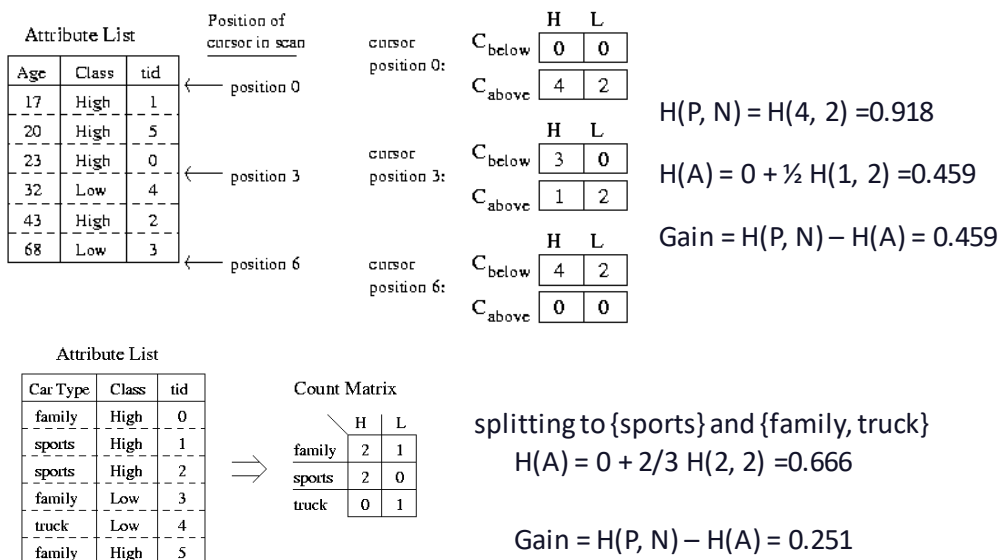 Attribute List
Position of
cursor in scan
Age Class tid
17 High 1
20 High 5
23 High 0
32 Low 4
43 High 2
68 Low 3
position 0
position 3
position 6
cursor
position 0:
H L
C below 0 0
C above 4 2
cursor
position 3:
H L
C below 3 0
C above 1 2
cursor
position 6:
H L
C below 4 2
C above 0 0
H(P, N) = H(4, 2) =0.918
H(A) = 0 + ½ H(1, 2) =0.459
Gain = H(P, N) – H(A) = 0.459
Attribute List
Car Type Class tid
family High 0
sports High 1
sports High 2
family Low 3
truck Low 4
family High 5
Count Matrix
H L
family 2 1
sports 2 0
truck 0 1
splitting to {sports} and {family, truck}
H(A) = 0 + 2/3 H(2, 2) =0.666
Gain = H(P, N) – H(A) = 0.251